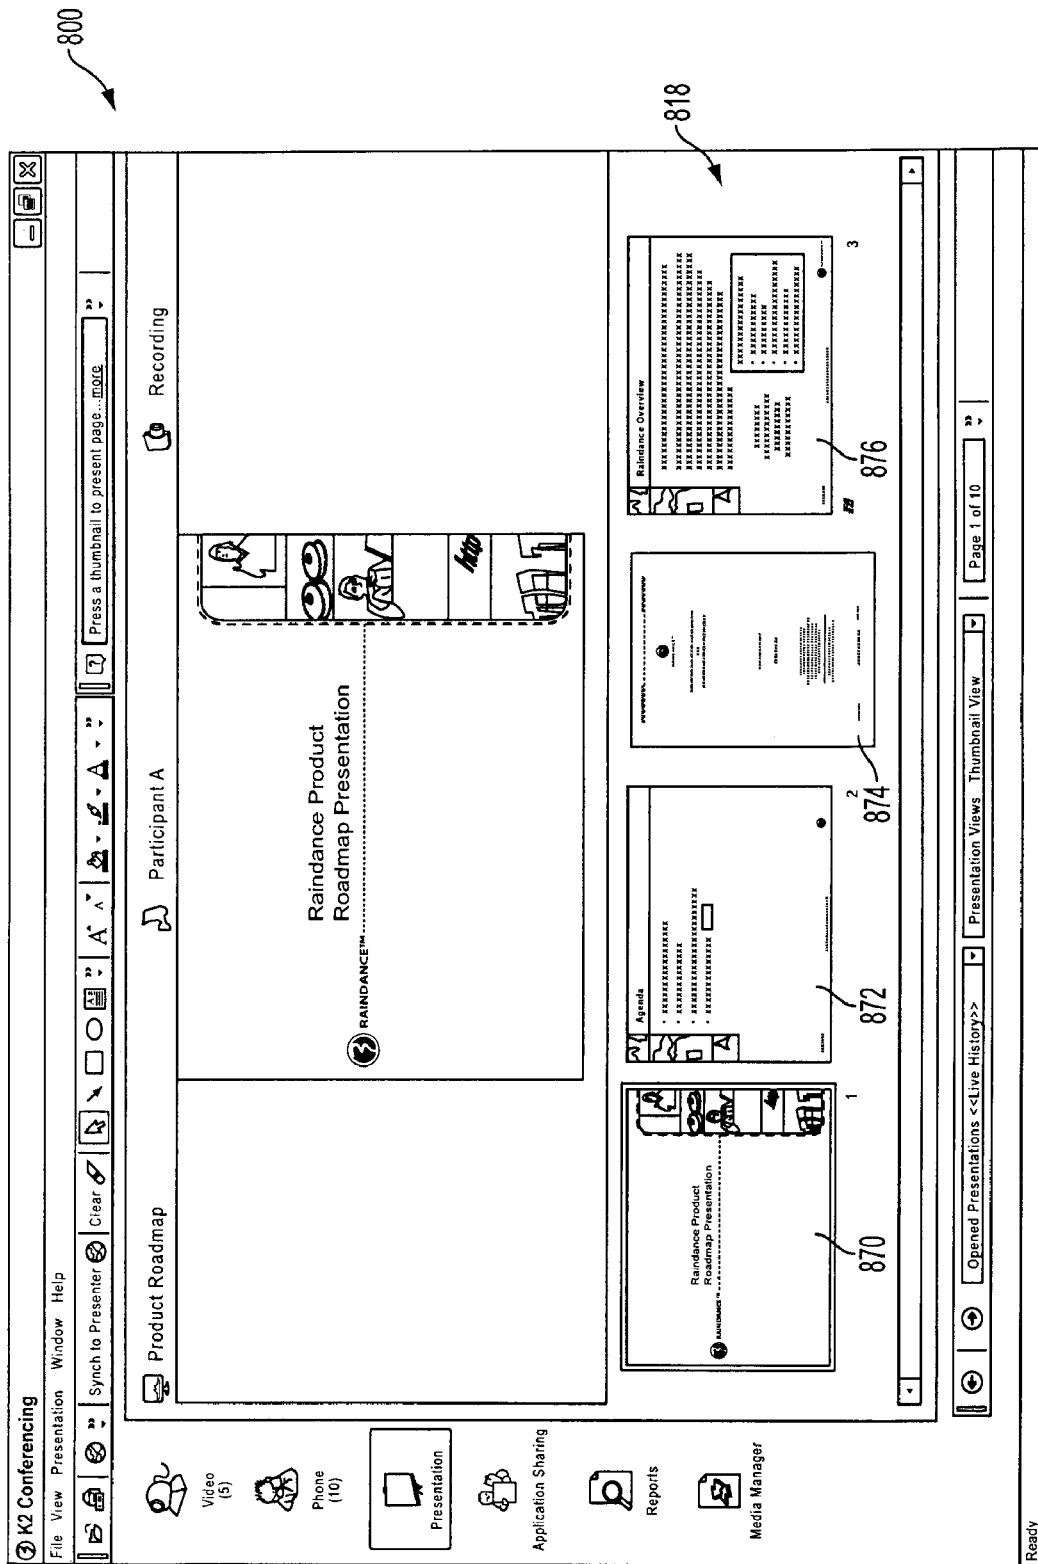 K2 Conferencing
File View Presentation Window Help
Synch to Presenter Clear
Press a thumbnail to present page...more
Video
(5)
Phone
(10)
Presentation
Application Sharing
Reports
Media Manager
Product Roadmap
Participant A
Recording
Raindance Product
Roadmap Presentation
RAINDANCE™
http
Raindance Product
Roadmap Presentation
RAINDANCE™
1
870
Agenda
• XXXXXXXXXXXXXXXX
2
872
874
Raindance Overview
3
876
818
800
Opened Presentations <<Live History>>
Presentation Views Thumbnail View
Page 1 of 10
Ready